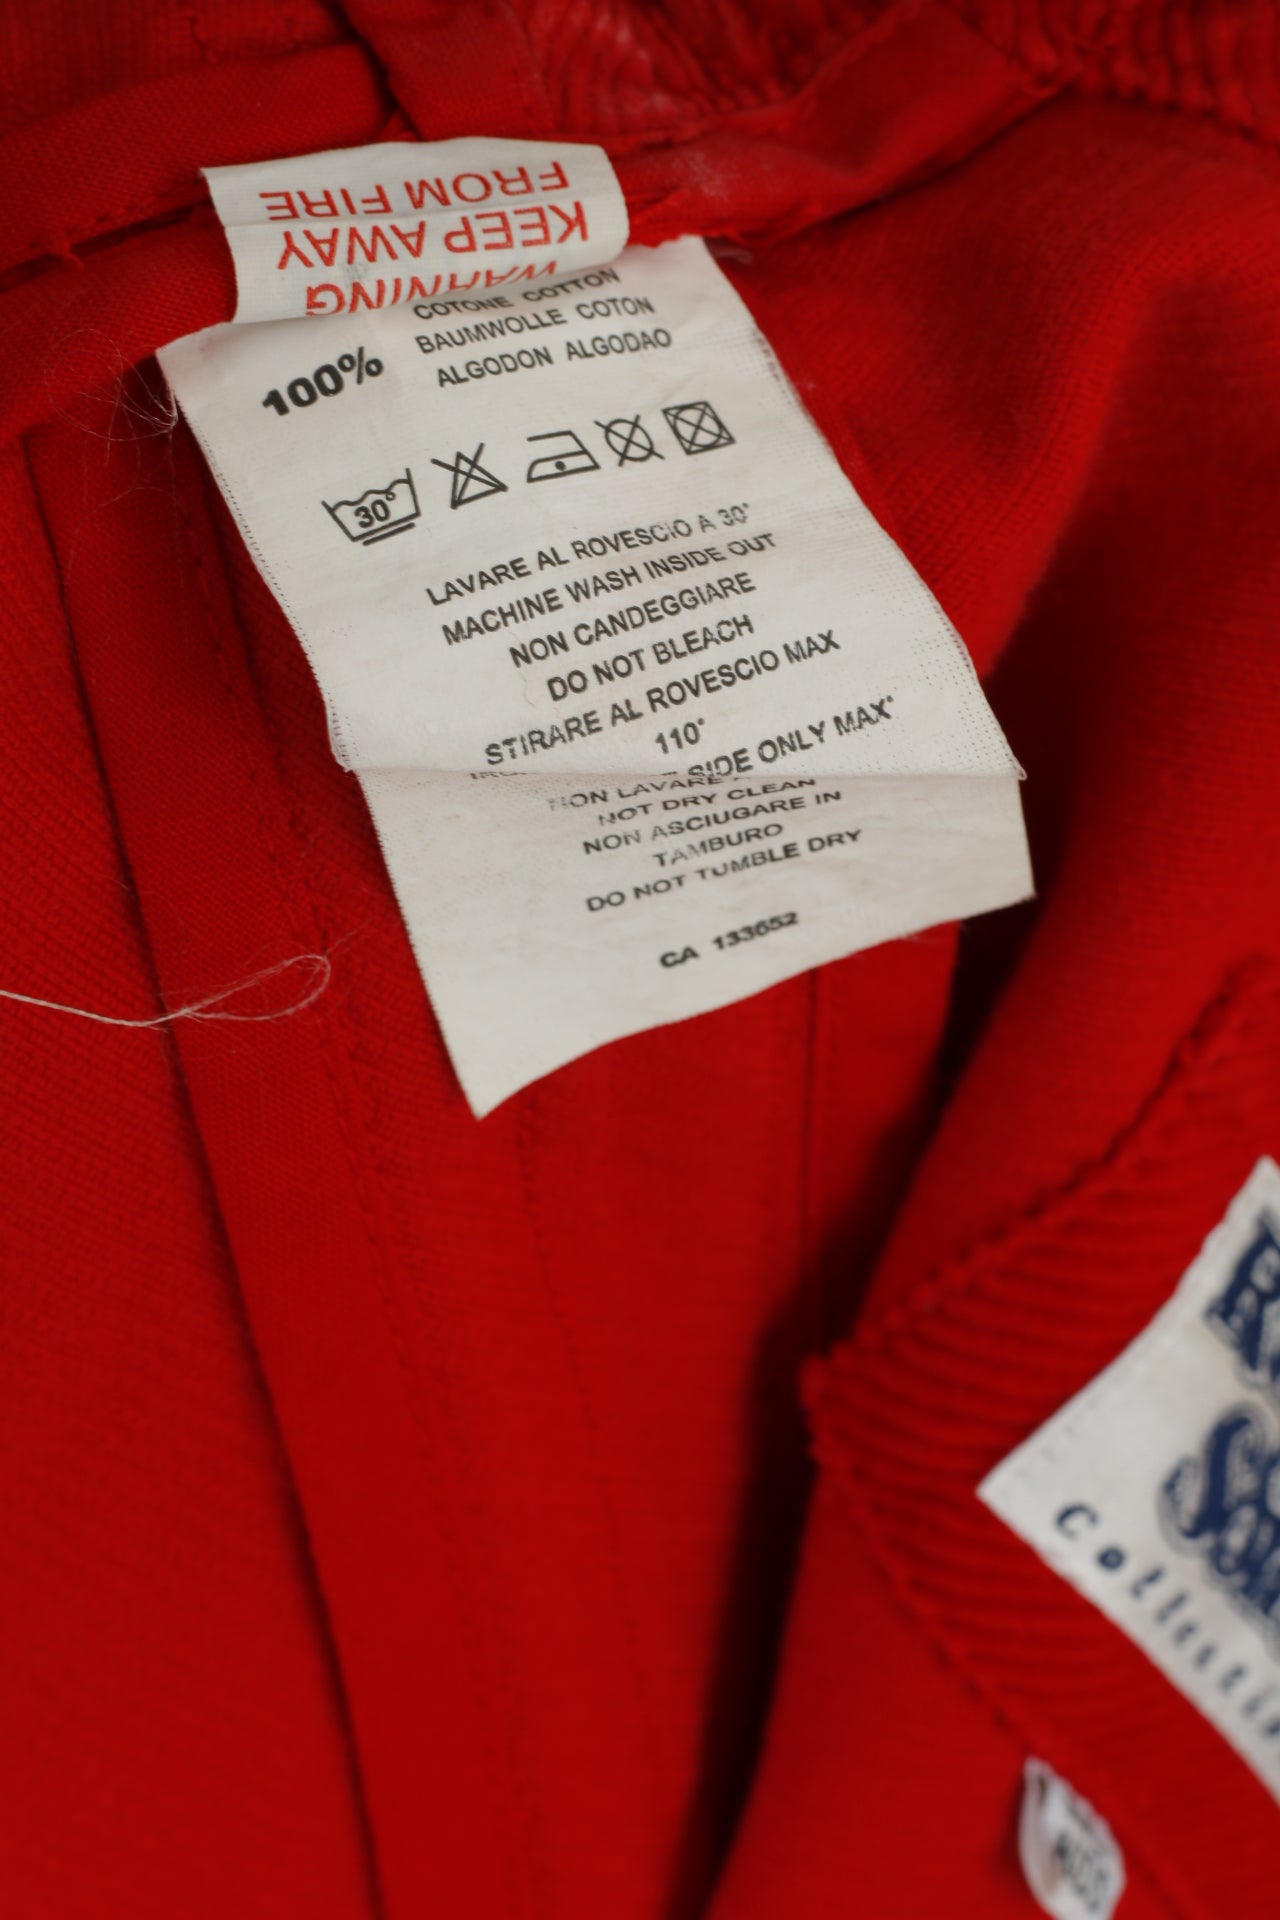 WARNING
KEEP AWAY
FROM FIRE
100%
COTONE COTTON
BAUMWOLLE COTON
ALGODON ALGODAO
30°
LAVARE AL ROVESCIO A 30°
MACHINE WASH INSIDE OUT
NON CANDEGGIARE
DO NOT BLEACH
STIRARE AL ROVESCIO MAX
110°
SIDE ONLY MAX°
NON LAVARE
NOT DRY CLEAN
NON ASCIUGARE IN
TAMBURO
DO NOT TUMBLE DRY
CA 133652